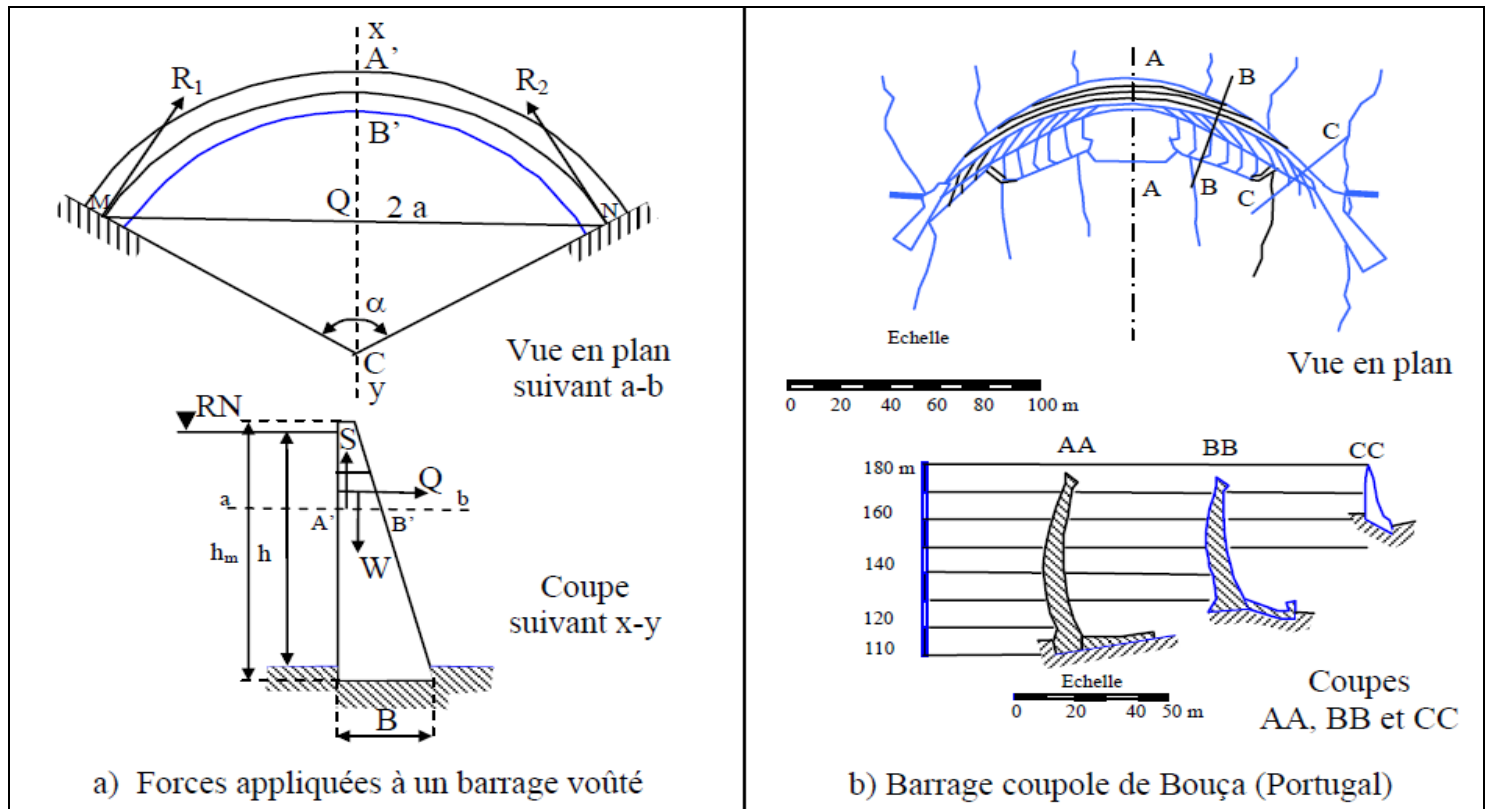 x
A'
R1
R2
B'
M
Q
2 a
N
α
C
y
Vue en plan
suivant a-b
RN
S
Q
a
b
A'
B'
hm
h
W
Coupe
suivant x-y
B
a) Forces appliquées à un barrage voûté
A
B
C
A
B
C
Echelle
Vue en plan
0 20 40 60 80 100 m
AA
BB
CC
180 m
160
140
120
110
Echelle
0 20 40 50 m
Coupes
AA, BB et CC
b) Barrage coupole de Bouça (Portugal)